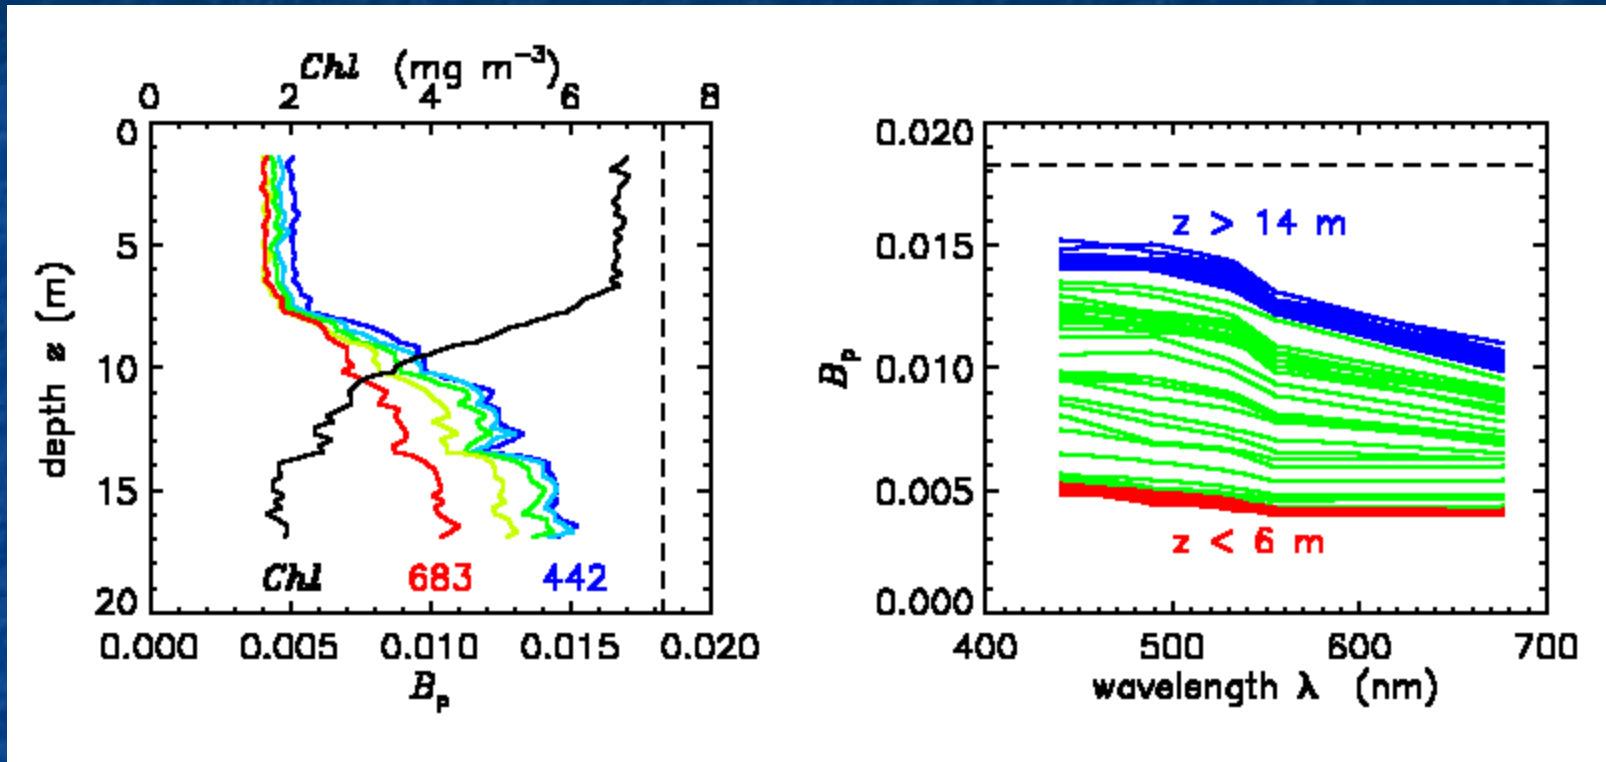 Chl (mg m⁻³)
0 2 4 6 8
0
5
10
15
20
depth z (m)
Chl 683 442
0.000 0.005 0.010 0.015 0.020
Bₚ
0.020
0.015
0.010
0.005
0.000
Bₚ
z > 14 m
z < 6 m
400 500 600 700
wavelength λ (nm)